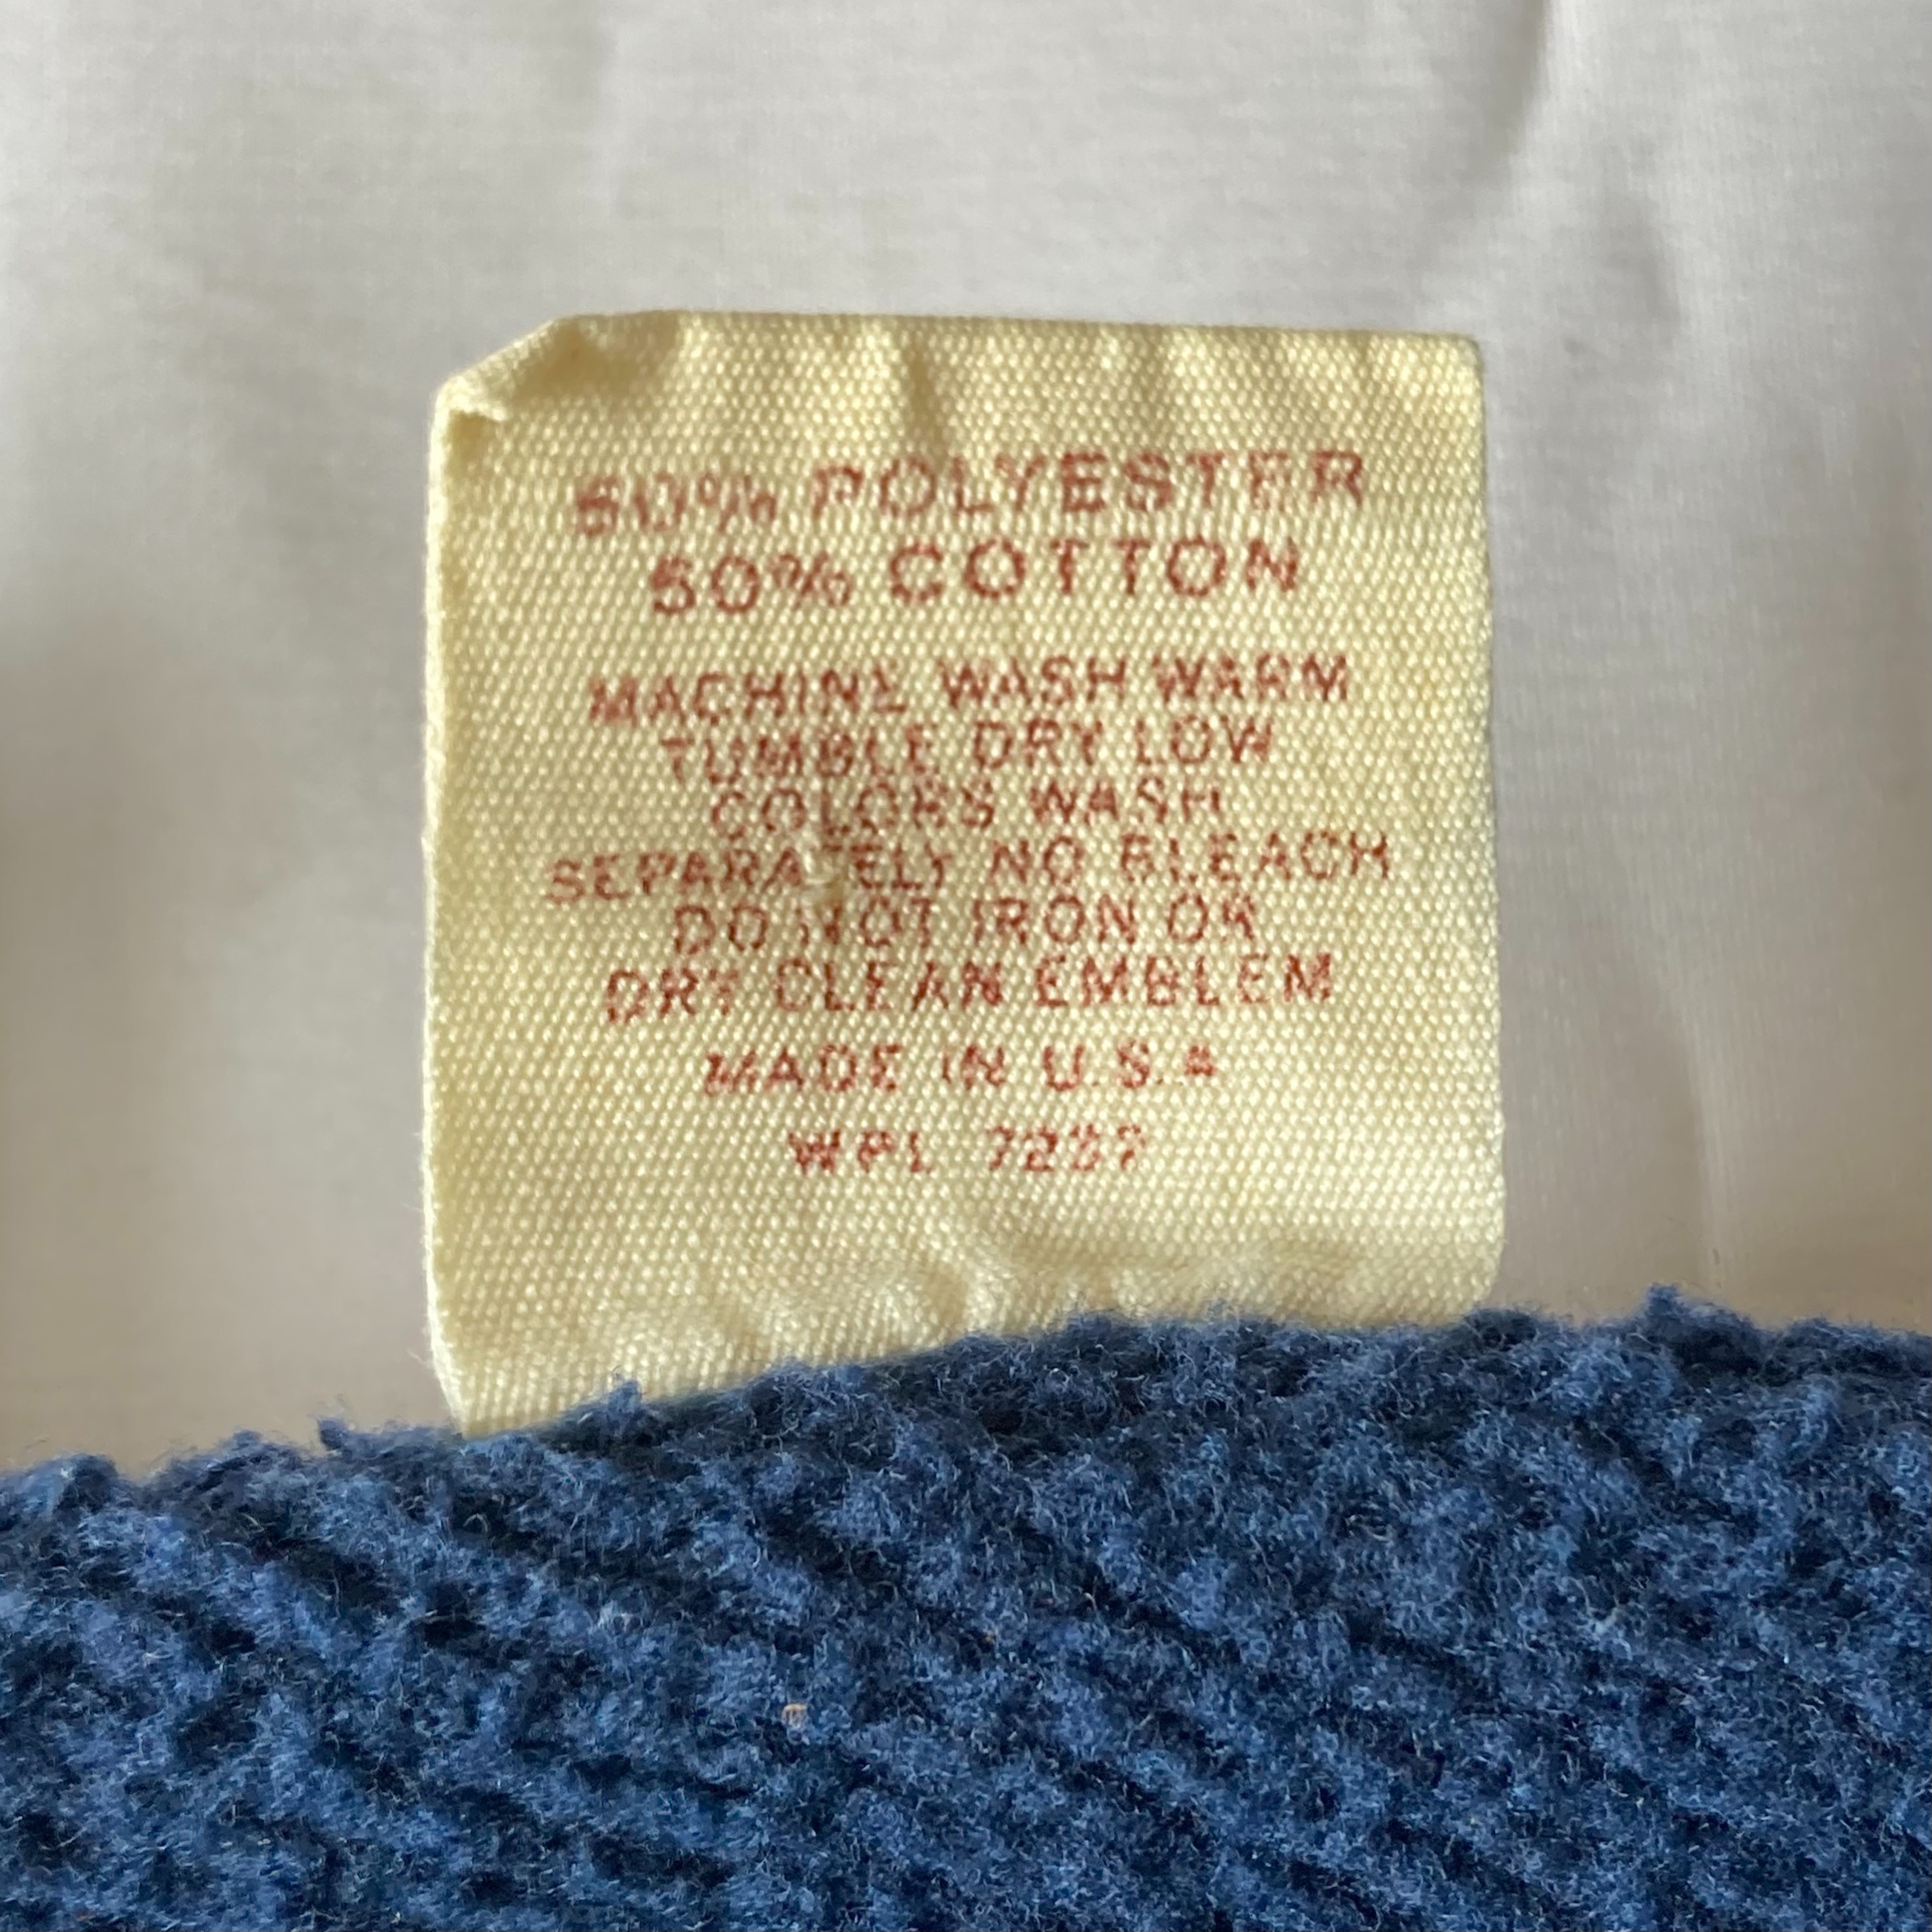 50% POLYESTER
50% COTTON
MACHINE WASH WARM
TUMBLE DRY LOW
COLORS WASH
SEPARATELY NO BLEACH
DO NOT IRON OR
DRY CLEAN EMBLEM
MADE IN U.S.A
WPL